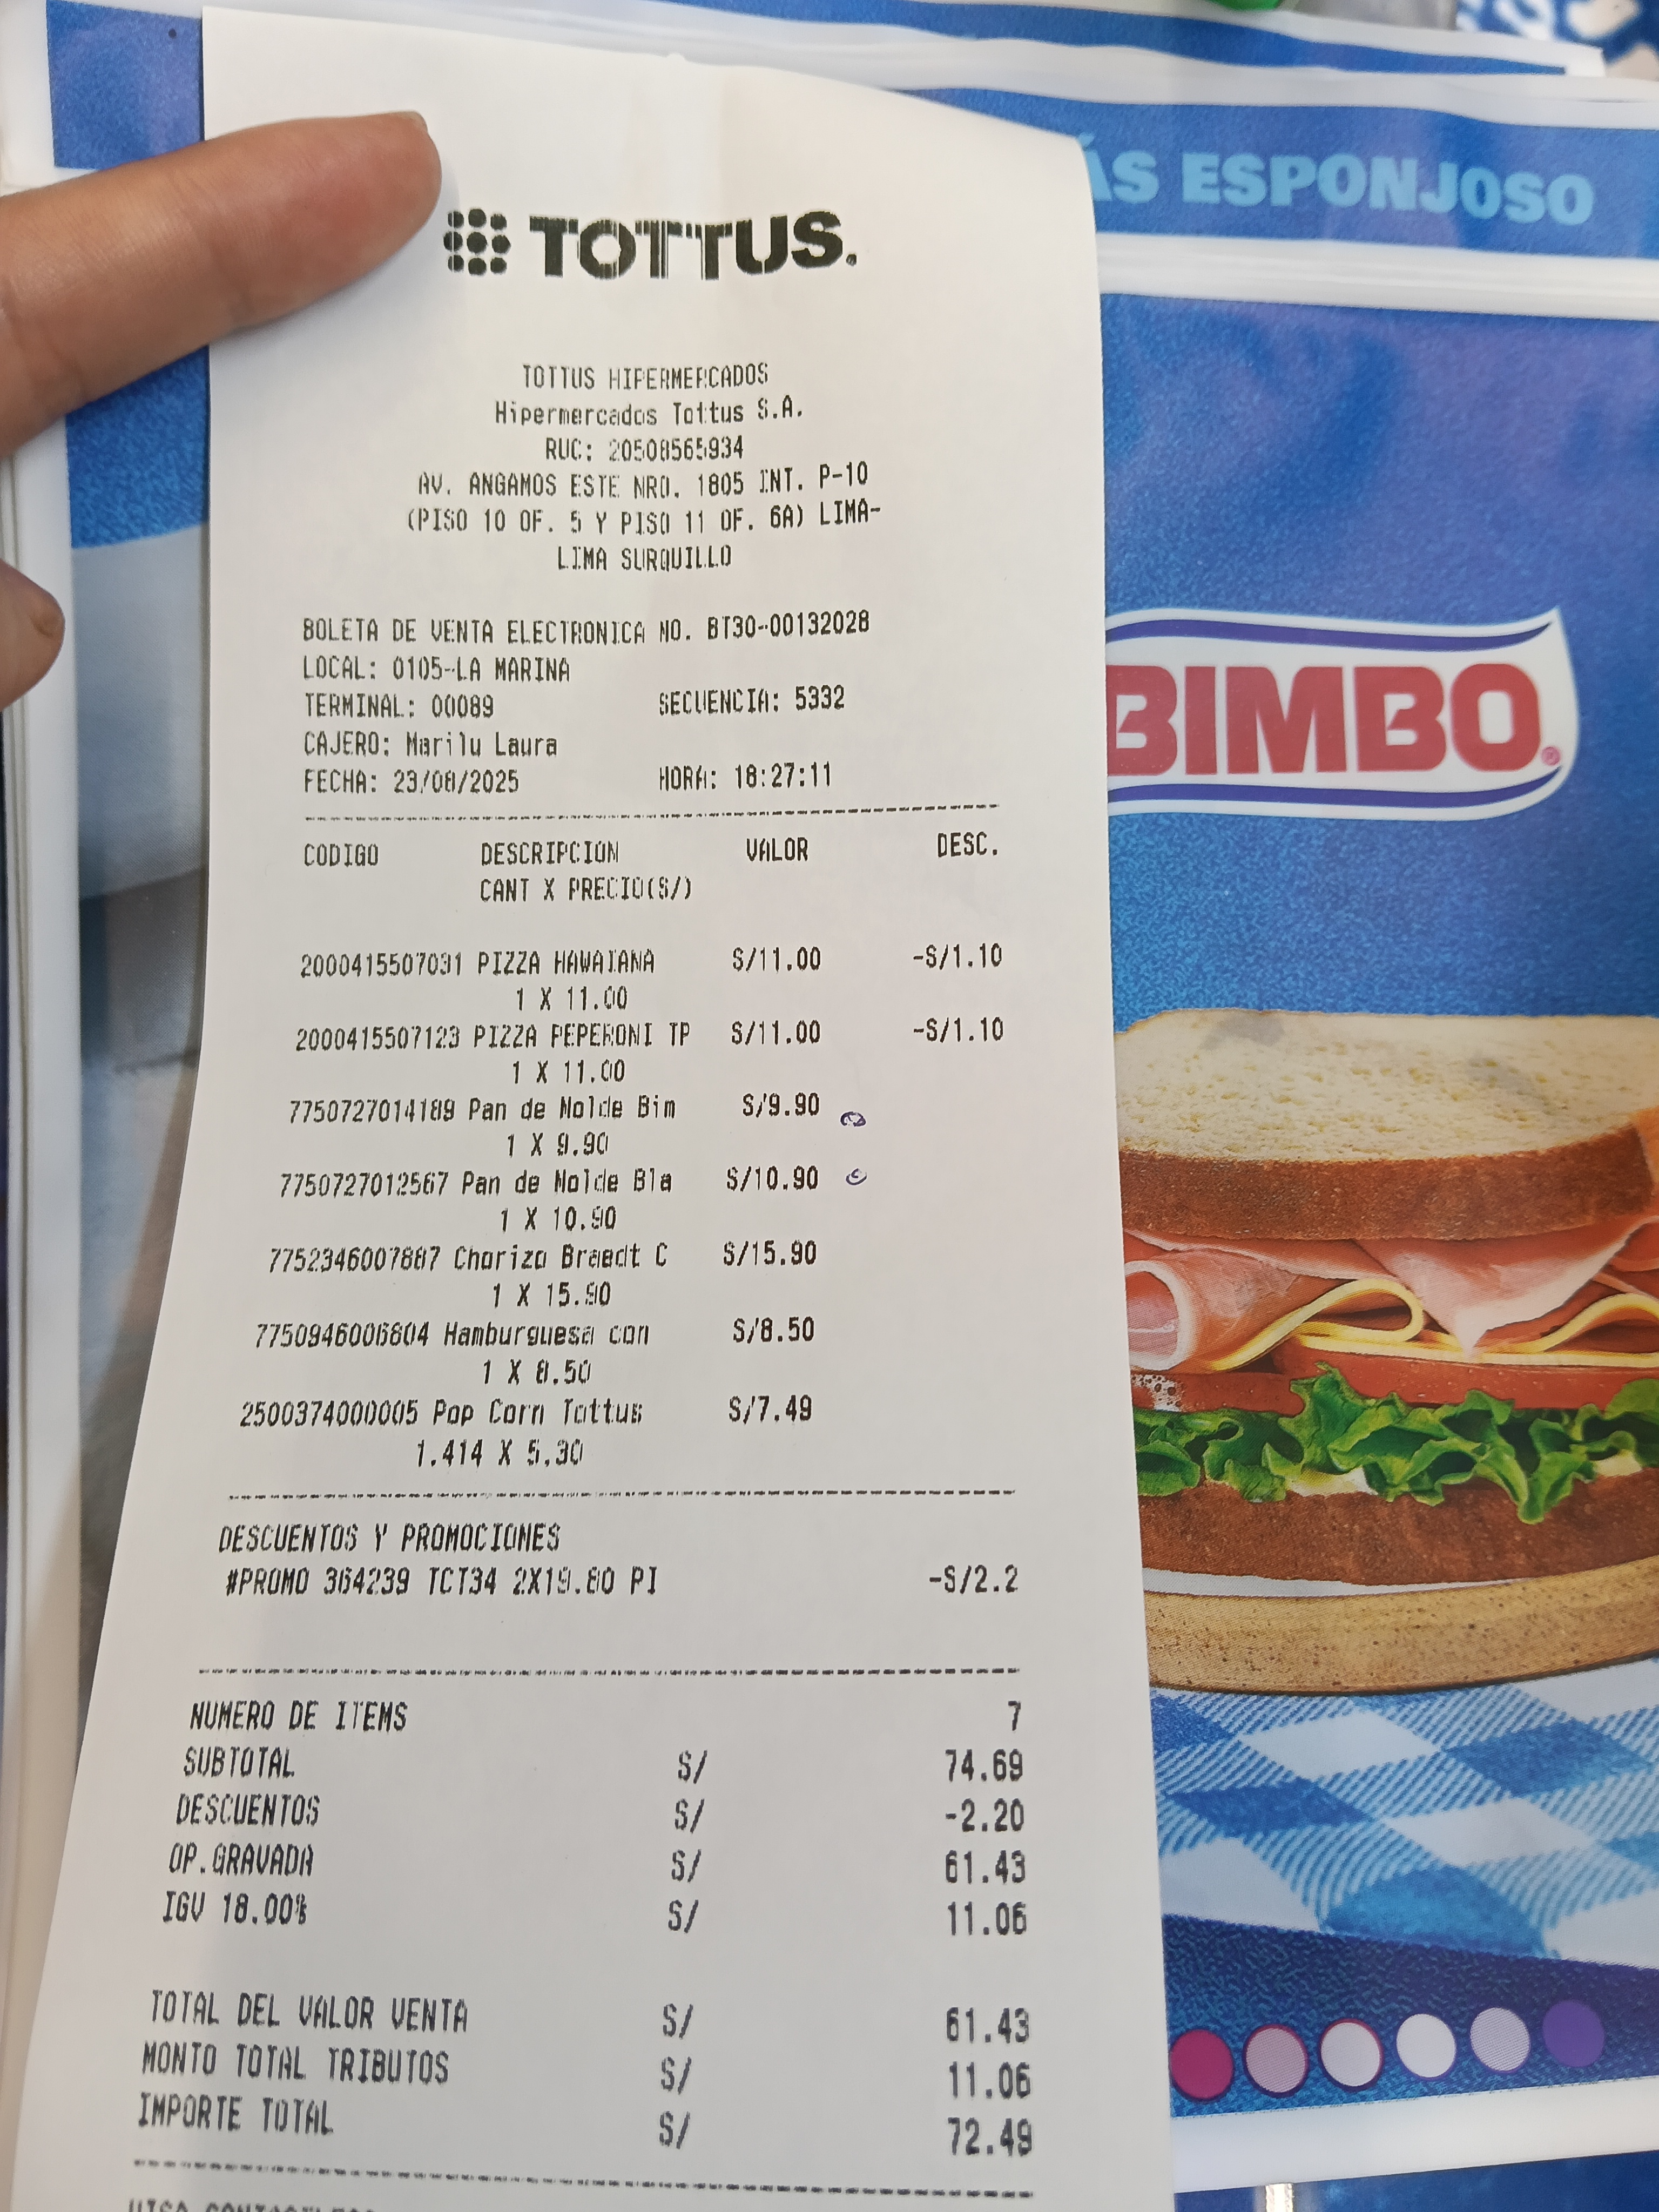 TOTTUS.
TOTTUS HIPERMERCADOS
Hipermercados Tottus S.A.
RUC: 20508565934
AV. ANGAMOS ESTE NRO. 1805 INT. P-10
(PISO 10 OF. 5 Y PISO 11 OF. 6A) LIMA-
LIMA SURQUILLO
BOLETA DE VENTA ELECTRONICA NO. BT30-00132028
LOCAL: 0105-LA MARINA
TERMINAL: 00089 SECUENCIA: 5332
CAJERO: Marilu Laura
FECHA: 23/08/2025 HORA: 18:27:11
CODIGO DESCRIPCION VALOR DESC.
CANT X PRECIO(S/)
2000415507031 PIZZA HAWAIANA S/11.00 -S/1.10
1 X 11.00
2000415507123 PIZZA PEPERONI TP S/11.00 -S/1.10
1 X 11.00
7750727014189 Pan de Molde Bim S/9.90
1 X 9.90
7750727012567 Pan de Molde Bla S/10.90
1 X 10.90
7752346007887 Chorizo Braedt C S/15.90
1 X 15.90
7750946006804 Hamburguesa con S/8.50
1 X 8.50
2500374000005 Pop Corn Tottus S/7.49
1.414 X 5.30
DESCUENTOS Y PROMOCIONES
#PROMO 364239 TCT34 2X19.80 PI -S/2.2
NUMERO DE ITEMS 7
SUBTOTAL S/ 74.69
DESCUENTOS S/ -2.20
OP.GRAVADA S/ 61.43
IGV 18.00% S/ 11.06
TOTAL DEL VALOR VENTA S/ 61.43
MONTO TOTAL TRIBUTOS S/ 11.06
IMPORTE TOTAL S/ 72.49
ÁS ESPONJOSO
BIMBO®